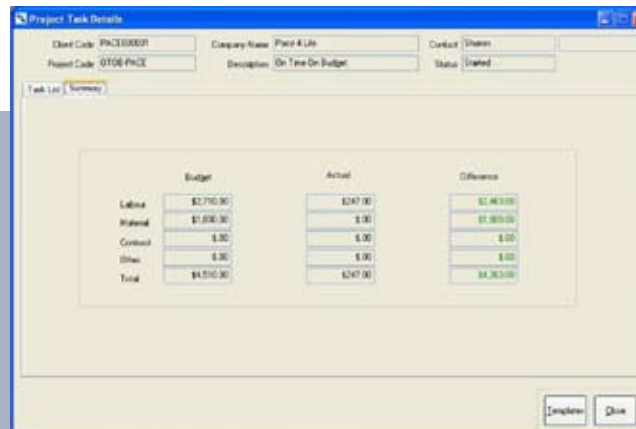 Project Task Details
Client Code PACE000001 Company Name Pace 4 Life Contact Sharon
Project Code OTOB-PACE Description On Time On Budget Status Started
Task List Summary
Budget Actual Difference
Labour $2,710.00 $247.00 $2,463.00
Material $1,800.00 $.00 $1,800.00
Contract $.00 $.00 $.00
Other $.00 $.00 $.00
Total $4,510.00 $247.00 $4,263.00
Templates Close